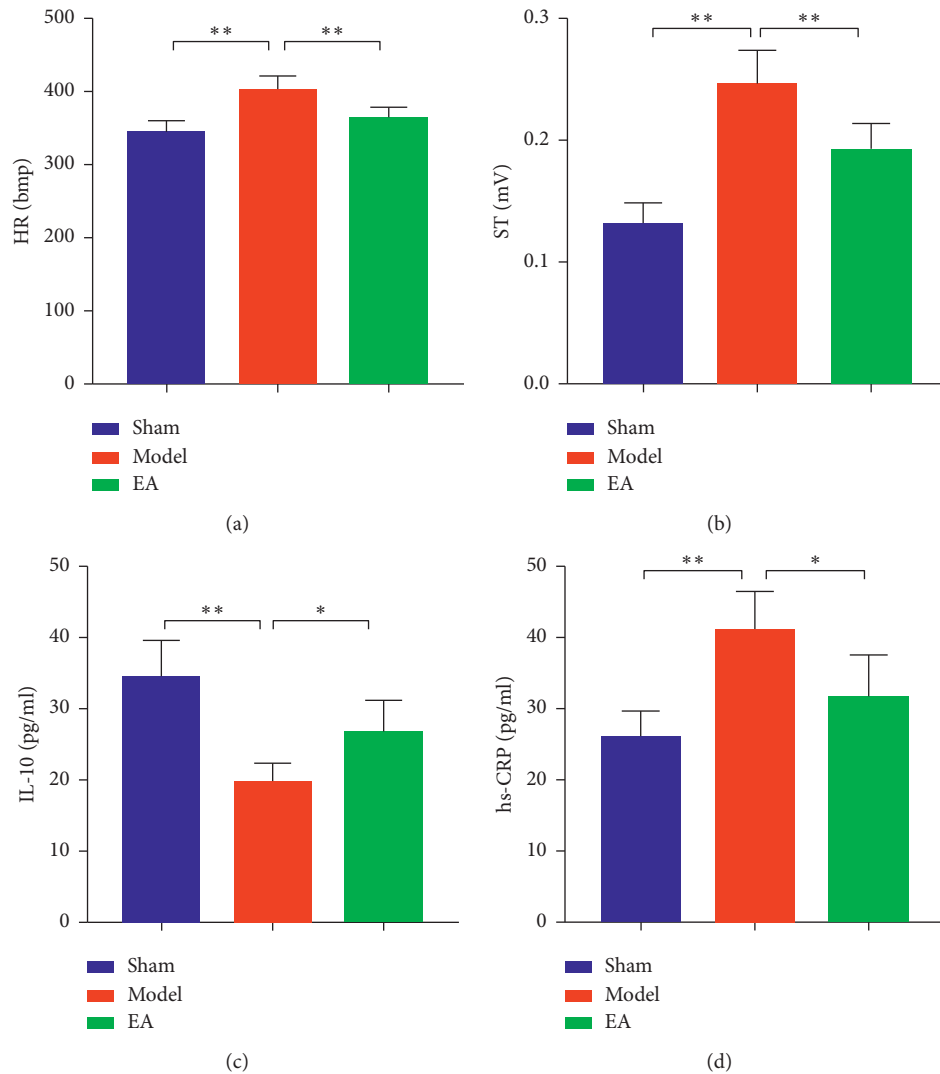 500
400
300
200
100
0
HR (bmp)
** **
Sham
Model
EA
(a)
0.3
0.2
0.1
0.0
ST (mV)
** **
Sham
Model
EA
(b)
50
40
30
20
10
0
IL-10 (pg/ml)
** *
Sham
Model
EA
(c)
50
40
30
20
10
0
hs-CRP (pg/ml)
** *
Sham
Model
EA
(d)